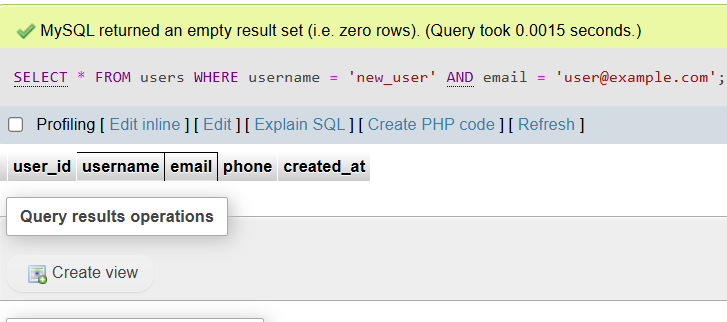 MySQL returned an empty result set (i.e. zero rows). (Query took 0.0015 seconds.)
SELECT * FROM users WHERE username = 'new_user' AND email = 'user@example.com';
Profiling [ Edit inline ] [ Edit ] [ Explain SQL ] [ Create PHP code ] [ Refresh ]
user_id username email phone created_at
Query results operations
Create view